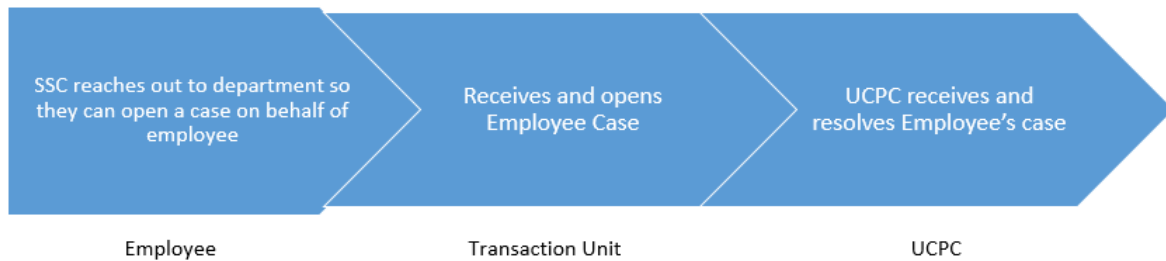 SSC reaches out to department so
they can open a case on behalf of
employee
Receives and opens
Employee Case
UCPC receives and
resolves Employee’s case
Employee
Transaction Unit
UCPC